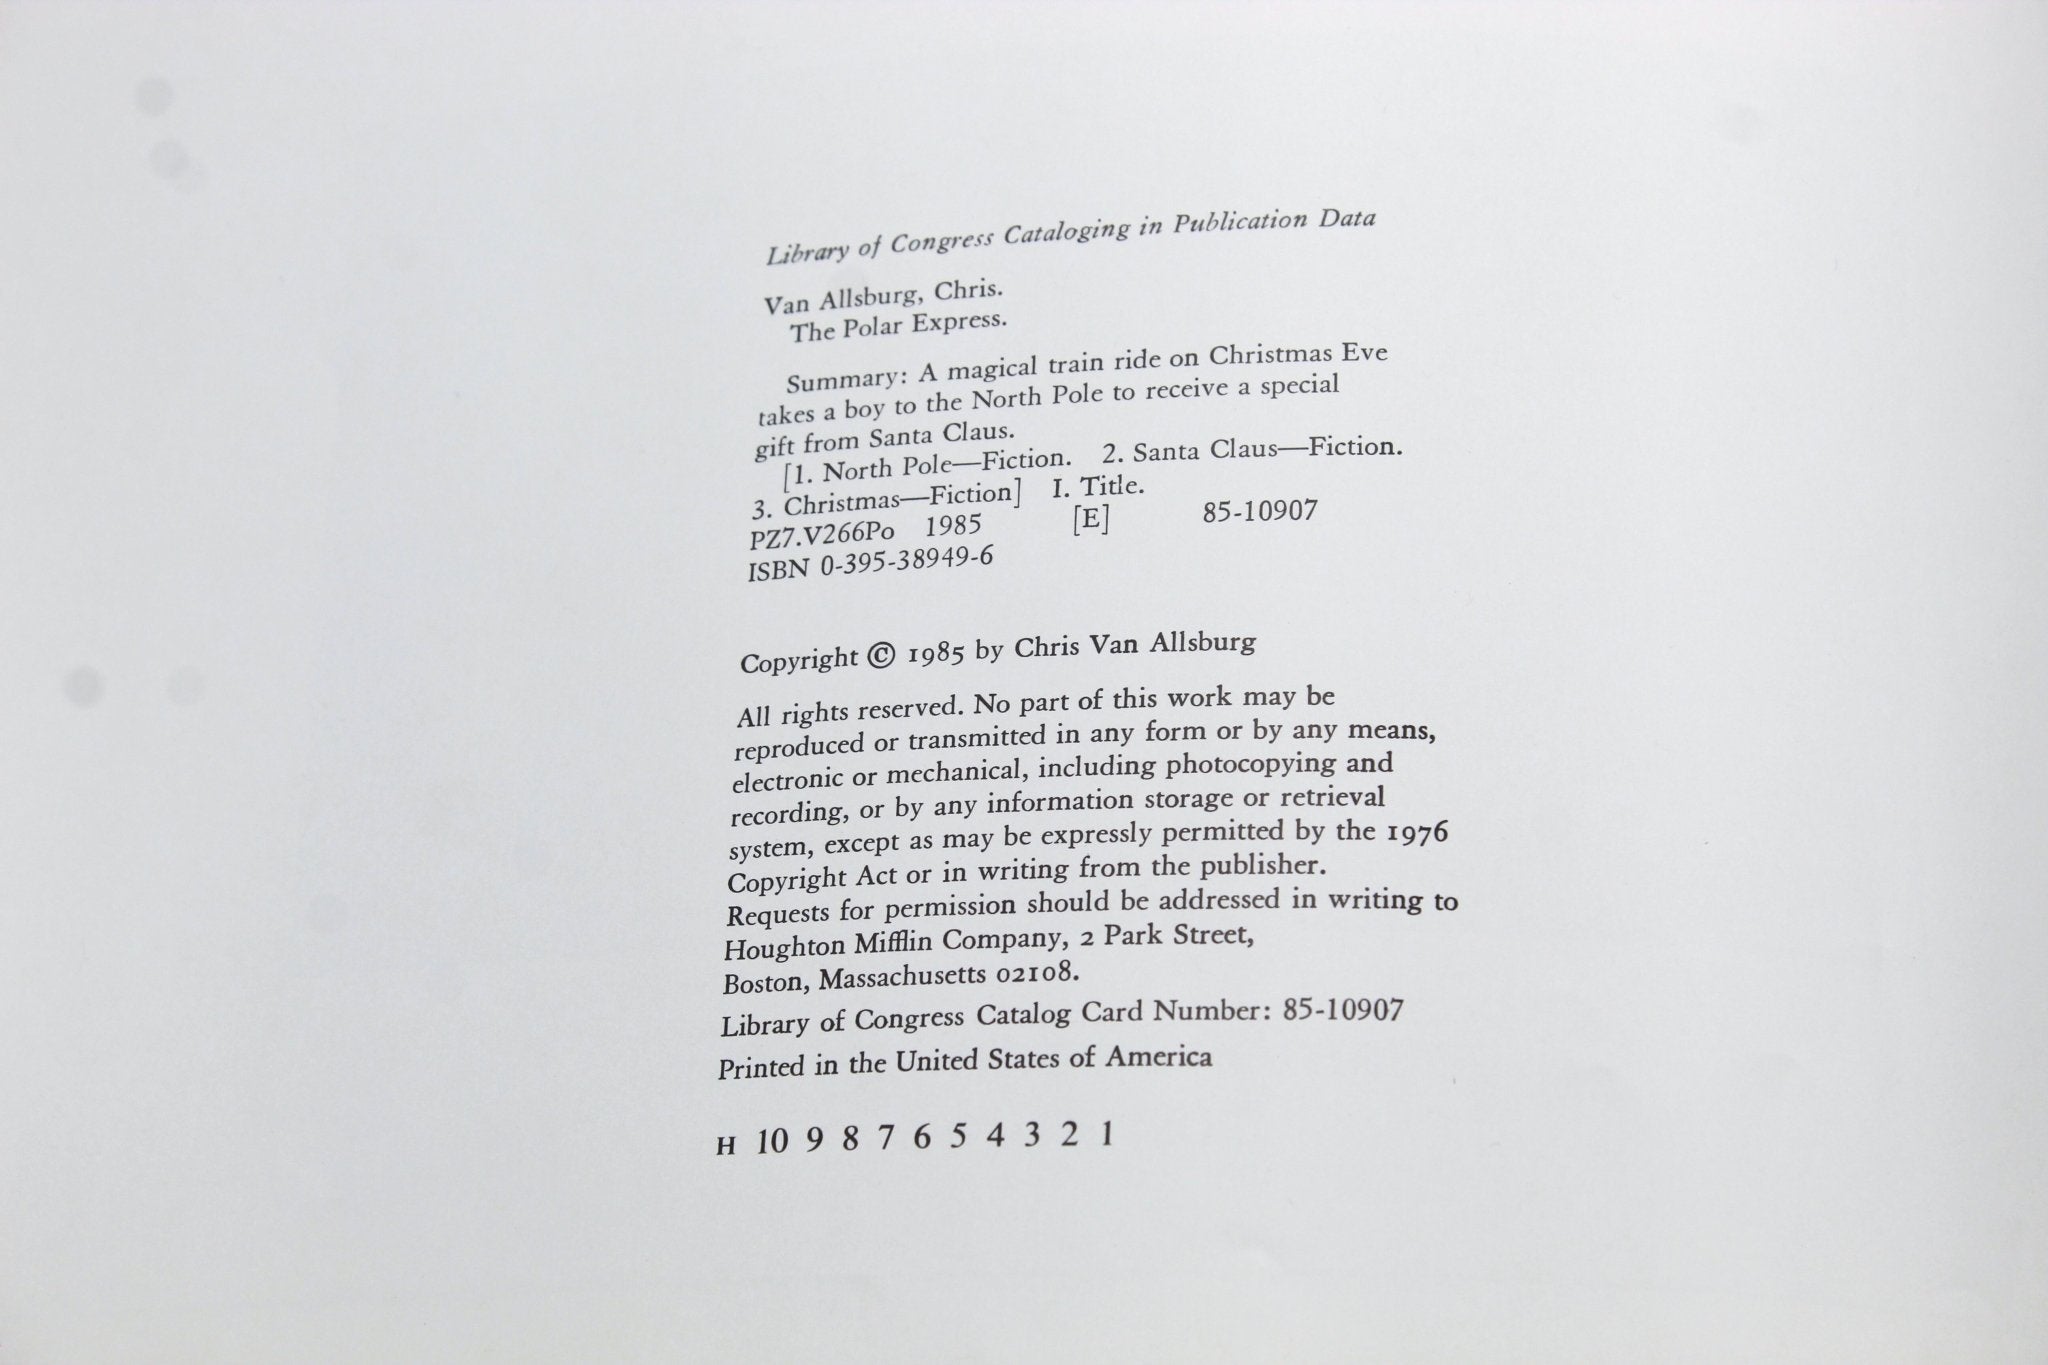 Library of Congress Cataloging in Publication Data
Van Allsburg, Chris.
The Polar Express.
Summary: A magical train ride on Christmas Eve
takes a boy to the North Pole to receive a special
gift from Santa Claus.
[1. North Pole—Fiction. 2. Santa Claus—Fiction.
3. Christmas—Fiction] I. Title.
PZ7.V266Po 1985 [E] 85-10907
ISBN 0-395-38949-6
Copyright © 1985 by Chris Van Allsburg
All rights reserved. No part of this work may be
reproduced or transmitted in any form or by any means,
electronic or mechanical, including photocopying and
recording, or by any information storage or retrieval
system, except as may be expressly permitted by the 1976
Copyright Act or in writing from the publisher.
Requests for permission should be addressed in writing to
Houghton Mifflin Company, 2 Park Street,
Boston, Massachusetts 02108.
Library of Congress Catalog Card Number: 85-10907
Printed in the United States of America
H 10 9 8 7 6 5 4 3 2 1